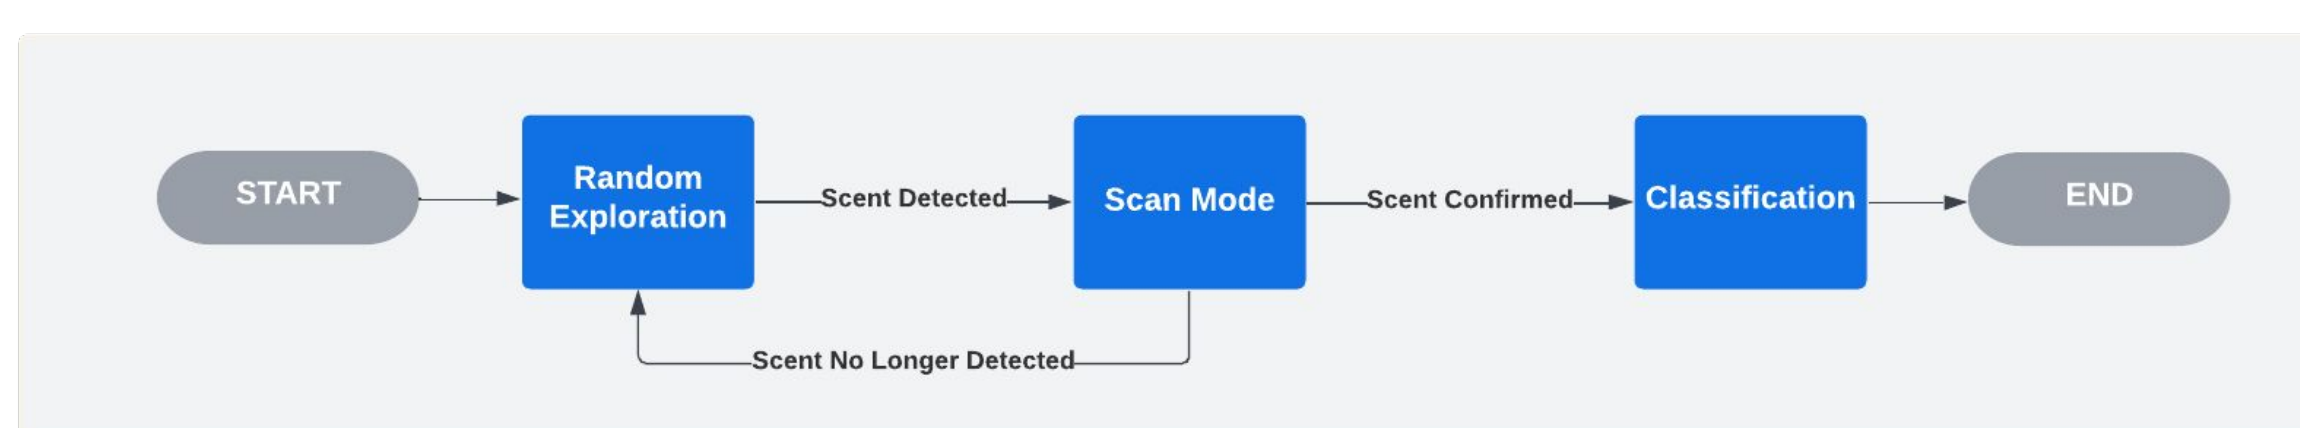 START
Random
Exploration
Scent Detected
Scan Mode
Scent Confirmed
Classification
END
Scent No Longer Detected